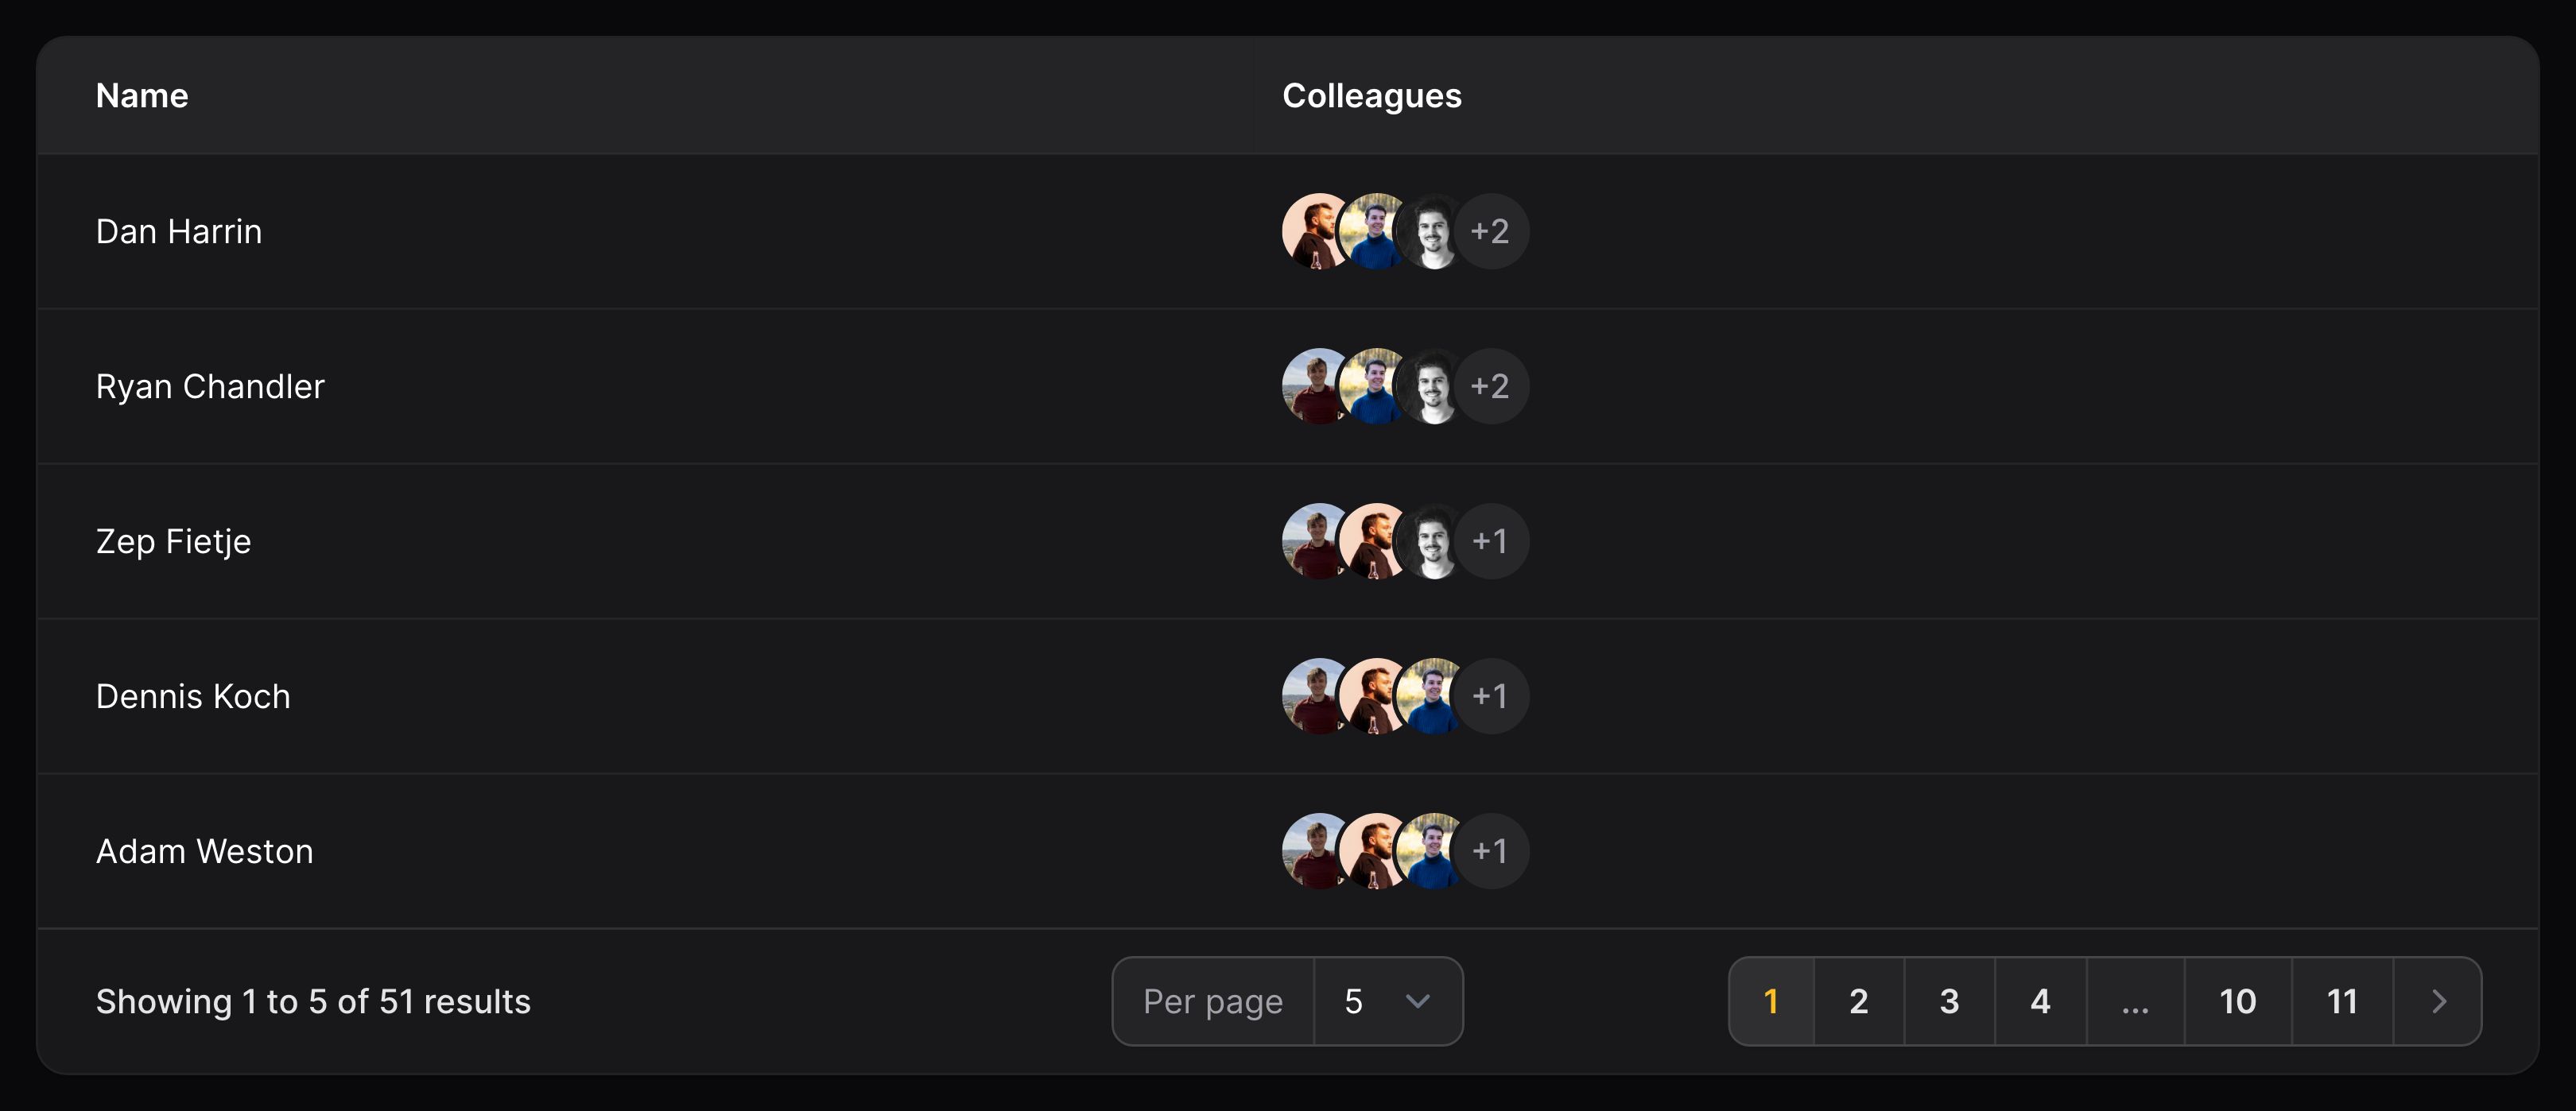 Name Colleagues
Dan Harrin +2
Ryan Chandler +2
Zep Fietje +1
Dennis Koch +1
Adam Weston +1
Showing 1 to 5 of 51 results Per page 5 1 2 3 4 ... 10 11